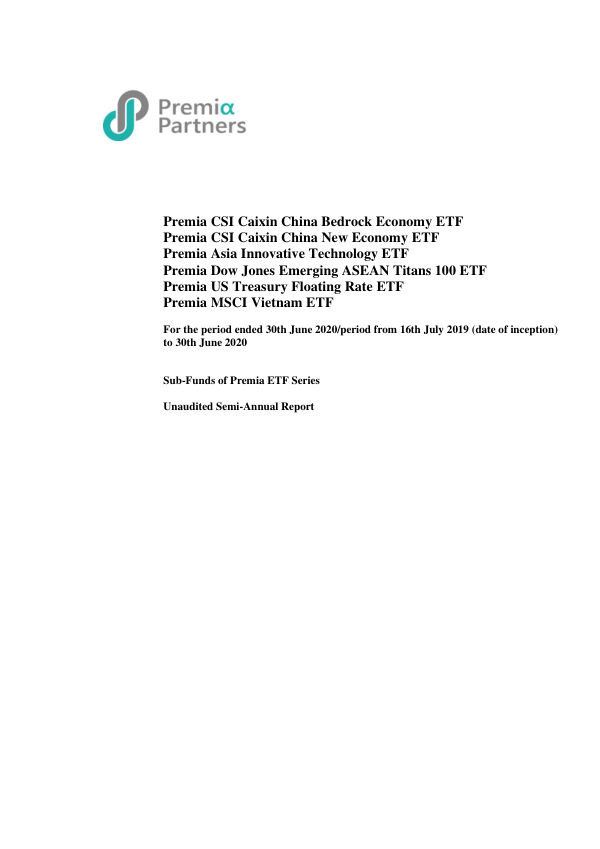 Premiα
Partners
Premia CSI Caixin China Bedrock Economy ETF
Premia CSI Caixin China New Economy ETF
Premia Asia Innovative Technology ETF
Premia Dow Jones Emerging ASEAN Titans 100 ETF
Premia US Treasury Floating Rate ETF
Premia MSCI Vietnam ETF
For the period ended 30th June 2020/period from 16th July 2019 (date of inception)
to 30th June 2020
Sub-Funds of Premia ETF Series
Unaudited Semi-Annual Report